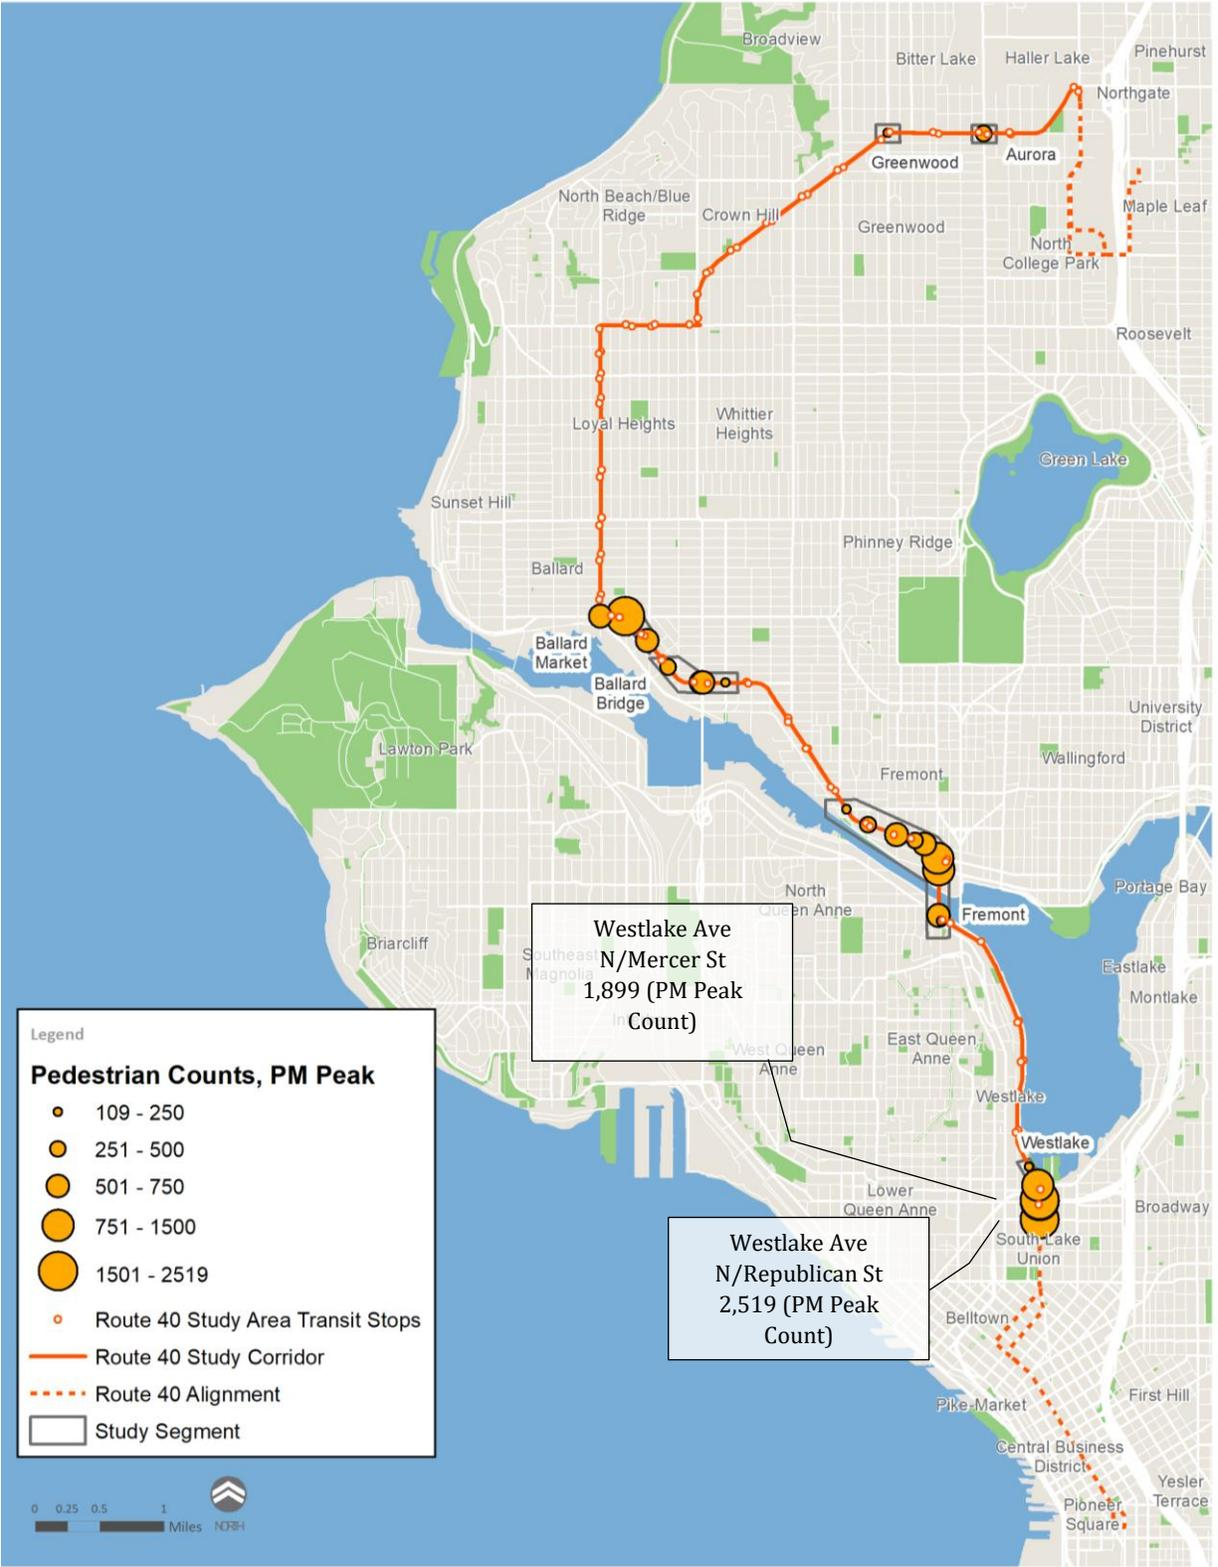 Broadview
Bitter Lake
Haller Lake
Pinehurst
Northgate
Greenwood
Aurora
North Beach/Blue
Ridge
Crown Hill
Greenwood
Maple Leaf
North
College Park
Roosevelt
Loyal Heights
Whittier
Heights
Green Lake
Sunset Hill
Phinney Ridge
Ballard
Ballard
Market
Ballard
Bridge
University
District
Lawton Park
Wallingford
Fremont
Portage Bay
North
Queen Anne
Fremont
Westlake Ave
N/Mercer St
1,899 (PM Peak
Count)
Briarcliff
Southeast
Magnolia
Eastlake
Montlake
West Queen
Anne
East Queen
Anne
Westlake
Westlake
Lower
Queen Anne
Broadway
South Lake
Union
Westlake Ave
N/Republican St
2,519 (PM Peak
Count)
Belltown
First Hill
Pike-Market
Central Business
District
Yesler
Terrace
Pioneer
Square
Legend
Pedestrian Counts, PM Peak
109 - 250
251 - 500
501 - 750
751 - 1500
1501 - 2519
Route 40 Study Area Transit Stops
Route 40 Study Corridor
Route 40 Alignment
Study Segment
0 0.25 0.5 1
Miles
NORTH